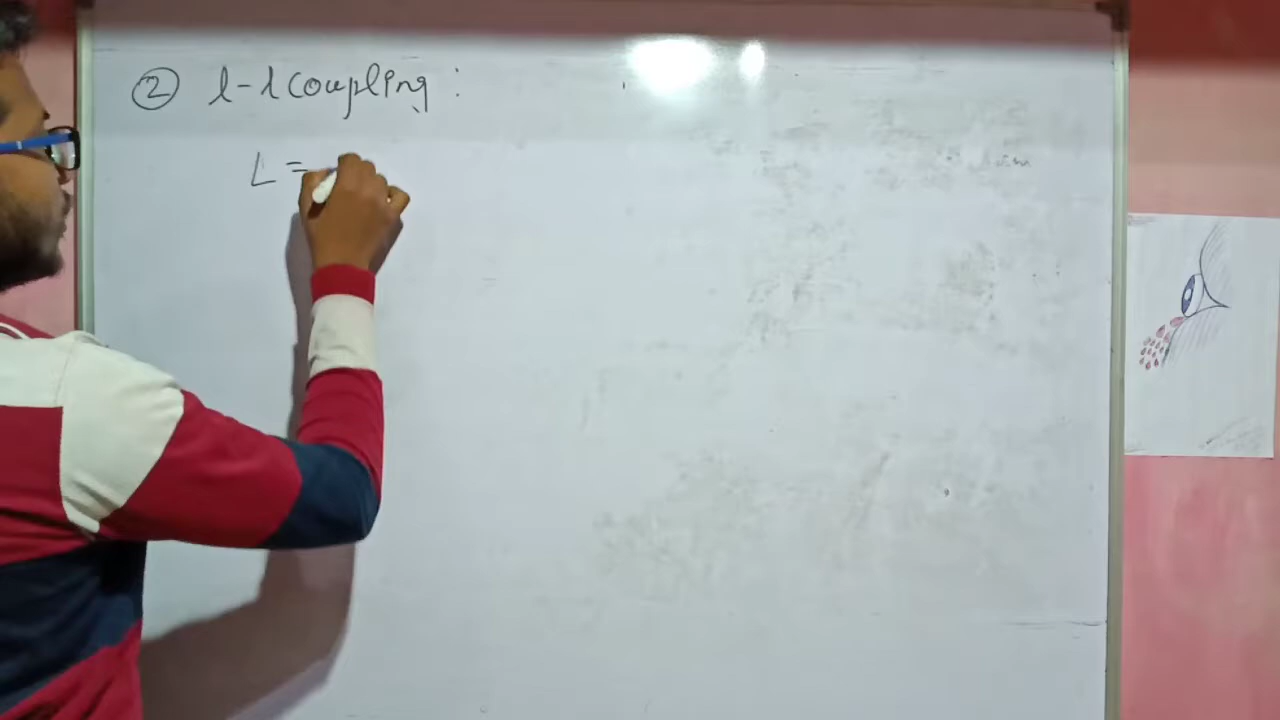 ② l-l coupling :
L =